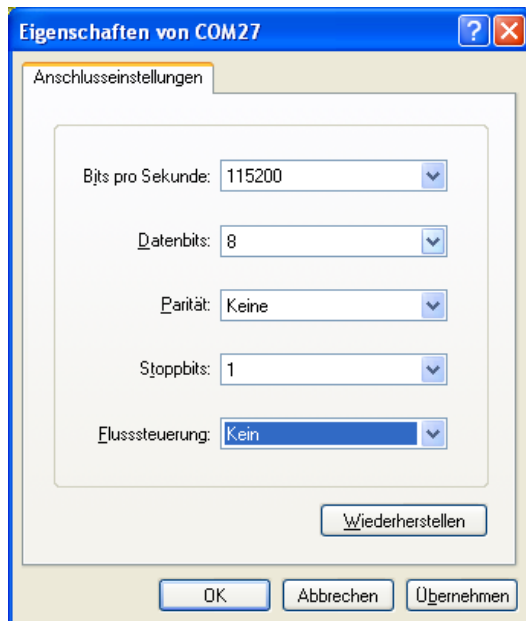 Eigenschaften von COM27
Anschlusseinstellungen
Bits pro Sekunde: 115200
Datenbits: 8
Parität: Keine
Stoppbits: 1
Flusssteuerung: Kein
Wiederherstellen
OK Abbrechen Übernehmen